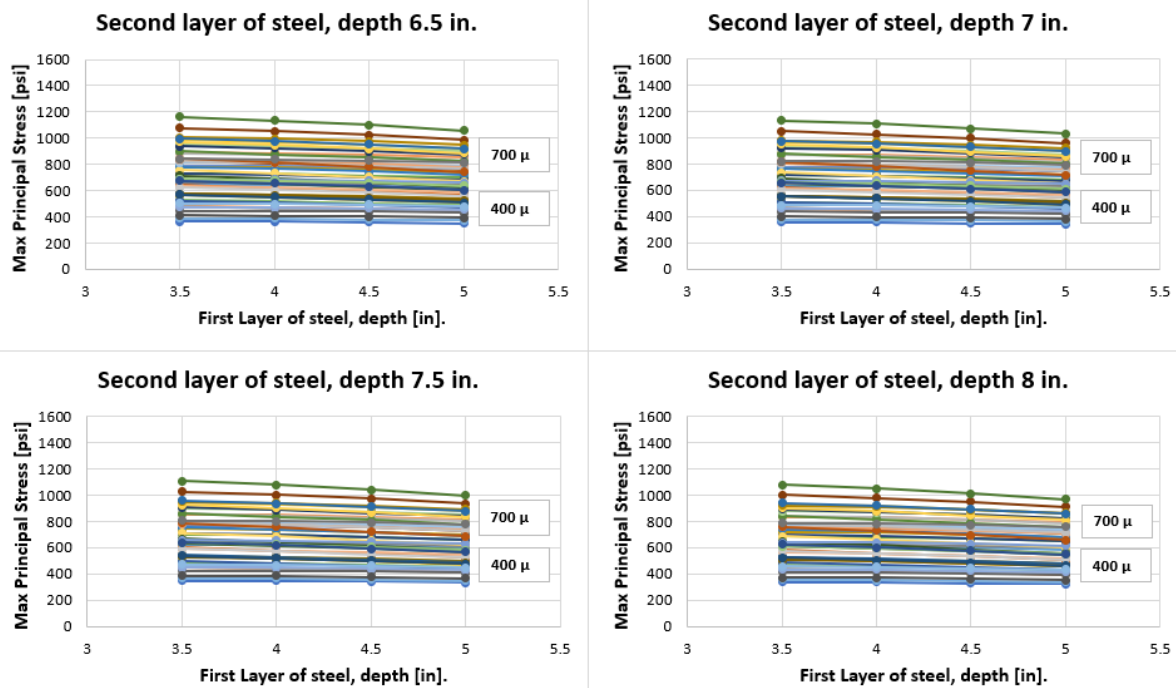 Second layer of steel, depth 6.5 in.
Max Principal Stress [psi]
1600
1400
1200
1000
800
600
400
200
0
700 μ
400 μ
3 3.5 4 4.5 5 5.5
First Layer of steel, depth [in].
Second layer of steel, depth 7 in.
Max Principal Stress [psi]
1600
1400
1200
1000
800
600
400
200
0
700 μ
400 μ
3 3.5 4 4.5 5 5.5
First Layer of steel, depth [in].
Second layer of steel, depth 7.5 in.
Max Principal Stress [psi]
1600
1400
1200
1000
800
600
400
200
0
700 μ
400 μ
3 3.5 4 4.5 5 5.5
First Layer of steel, depth [in].
Second layer of steel, depth 8 in.
Max Principal Stress [psi]
1600
1400
1200
1000
800
600
400
200
0
700 μ
400 μ
3 3.5 4 4.5 5 5.5
First Layer of steel, depth [in].